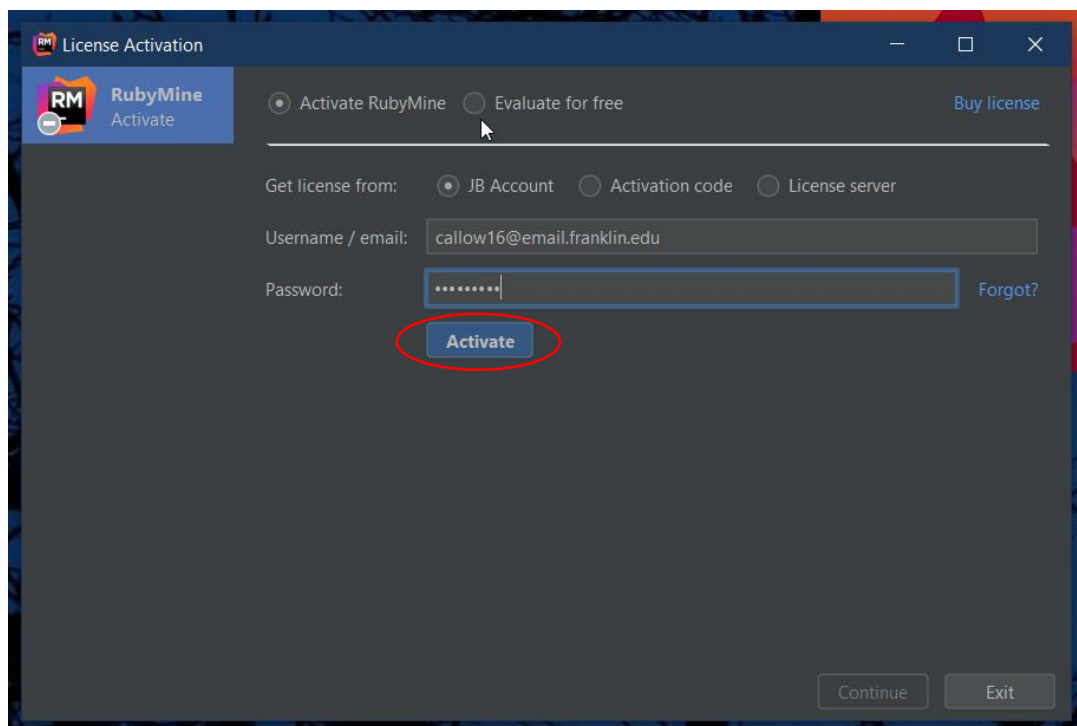 License Activation
RM
RubyMine
Activate
Activate RubyMine Evaluate for free Buy license
Get license from: JB Account Activation code License server
Username / email: callow16@email.franklin.edu
Password: ••••••••• Forgot?
Activate
Continue Exit